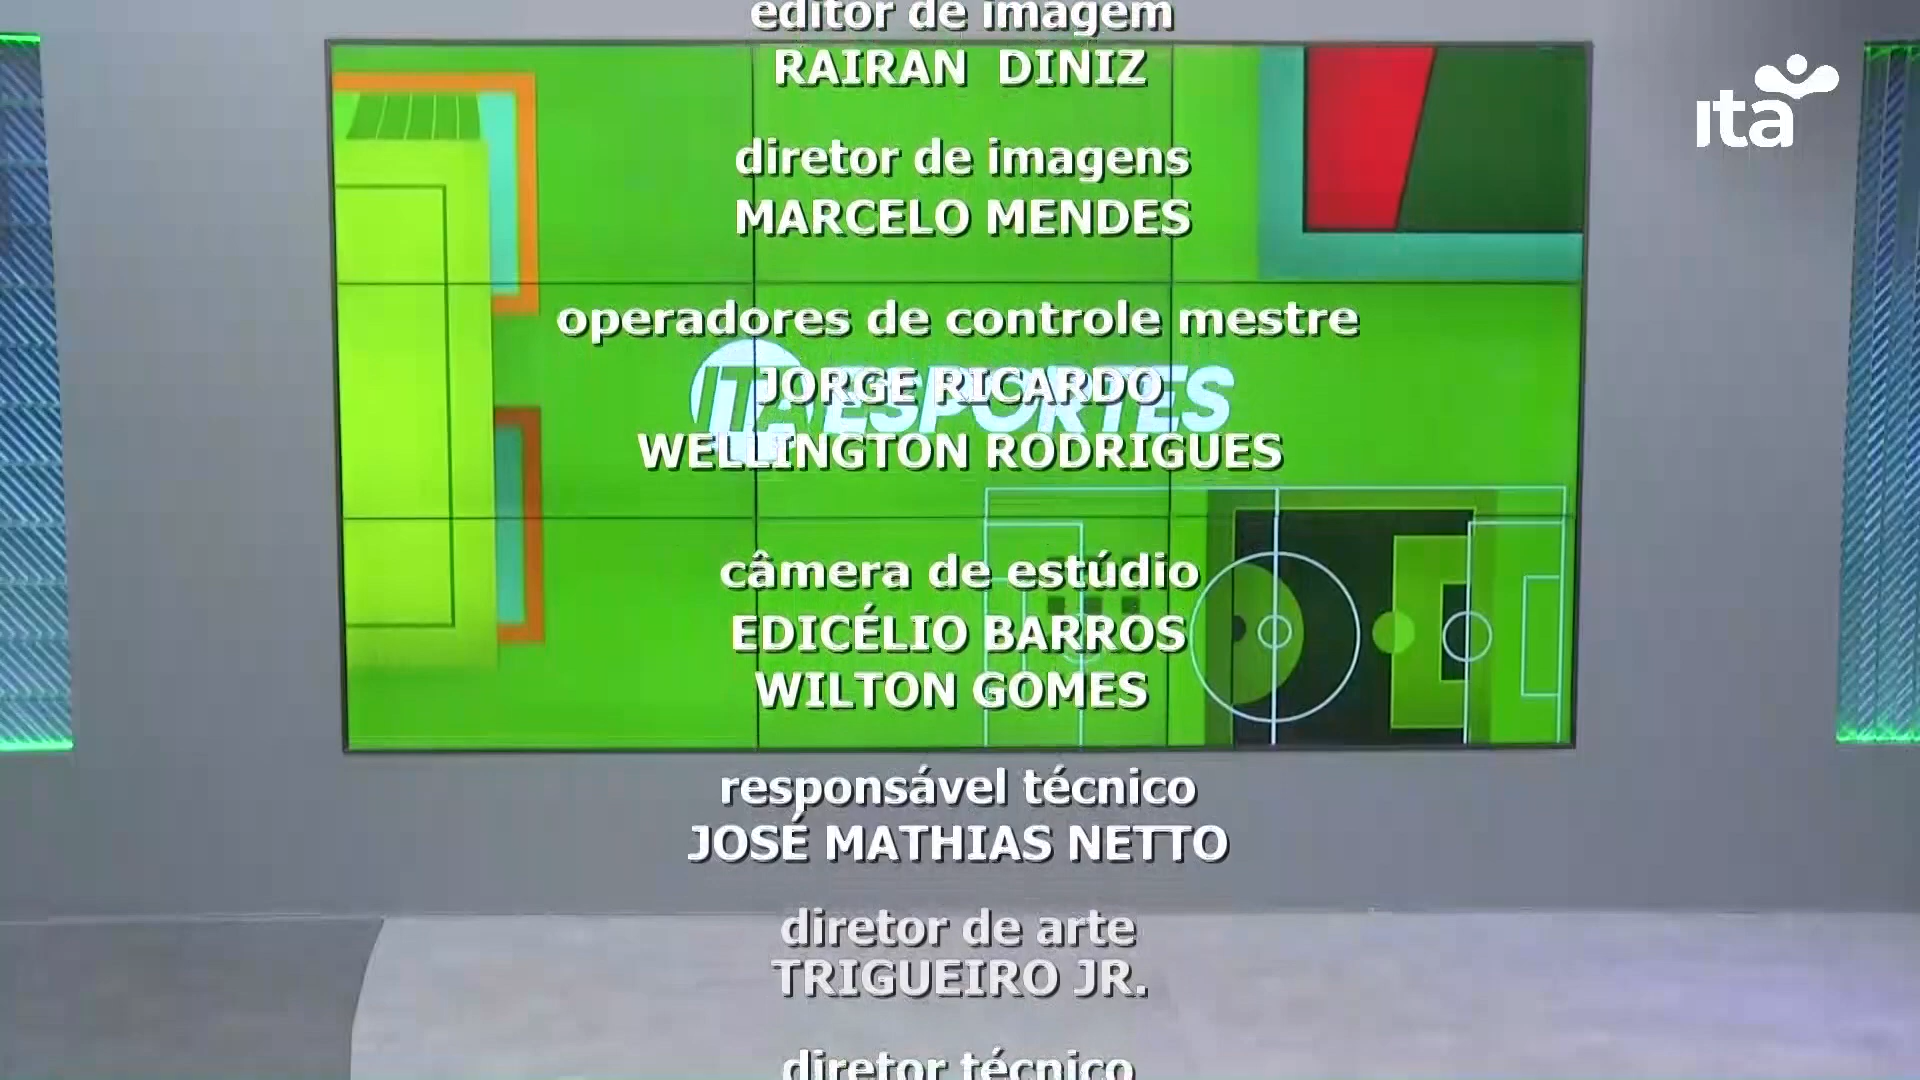 editor de imagem
RAIRAN DINIZ
ita
diretor de imagens
MARCELO MENDES
operadores de controle mestre
ITA ESPORTES
JORGE RICARDO
WELLINGTON RODRIGUES
câmera de estúdio
EDICÉLIO BARROS
WILTON GOMES
responsável técnico
JOSÉ MATHIAS NETTO
diretor de arte
TRIGUEIRO JR.
diretor técnico